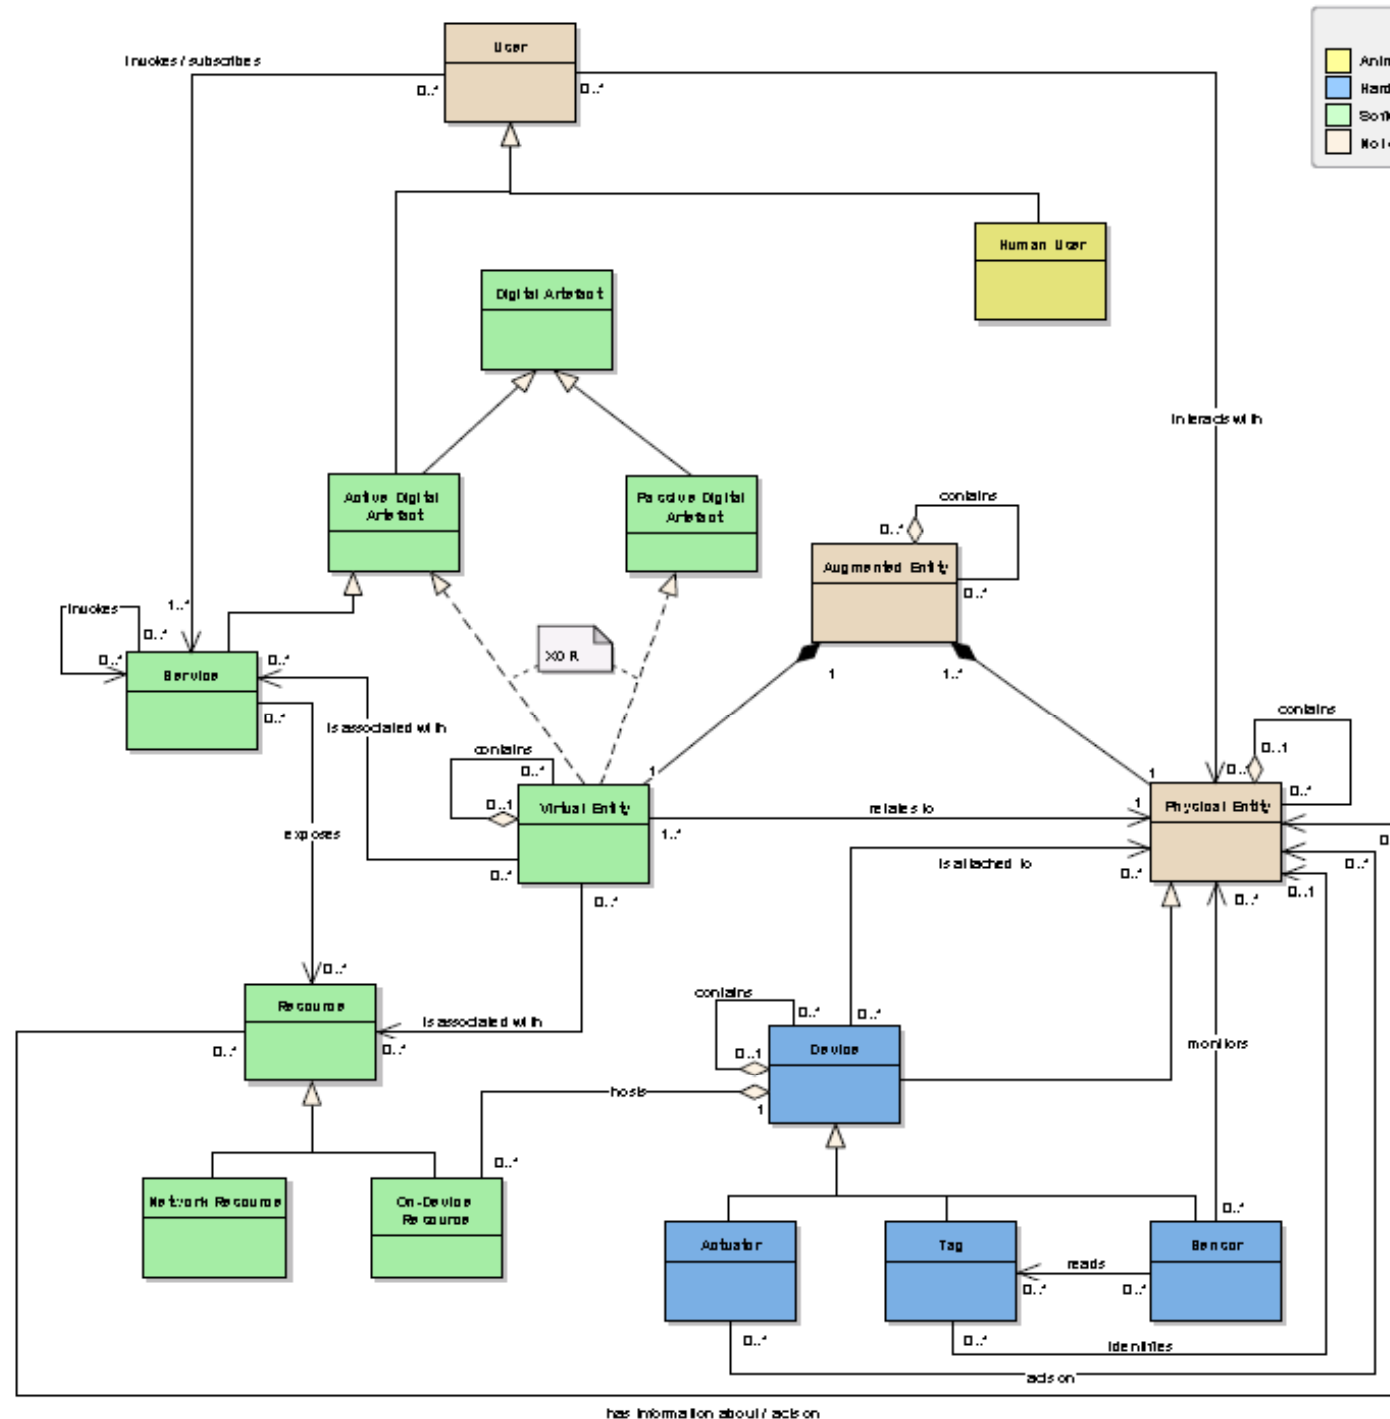 User
Invokes / subscribes
0..*
0..*
Human User
Digital Artefact
interacts with
Active Digital
Artefact
Passive Digital
Artefact
contains
0..*
Augmented Entity
0..*
invokes
1..*
0..*
0..*
0..*
Service
XOR
1
1..*
0..*
is associated with
contains
0..*
0..1
Virtual Entity
1
1..*
0..*
0..*
relates to
contains
0..1
0..*
0..*
1
1
Physical Entity
exposes
is attached to
0..*
0..*
0..1
0..*
0..*
Resource
is associated with
0..*
0..*
contains
0..*
0..1
Device
0..*
monitors
hosts
1
0..*
Network Resource
On-Device
Resource
0..*
Actuator
Tag
Sensor
reads
0..*
0..*
0..*
0..*
identifies
acts on
has information about / acts on